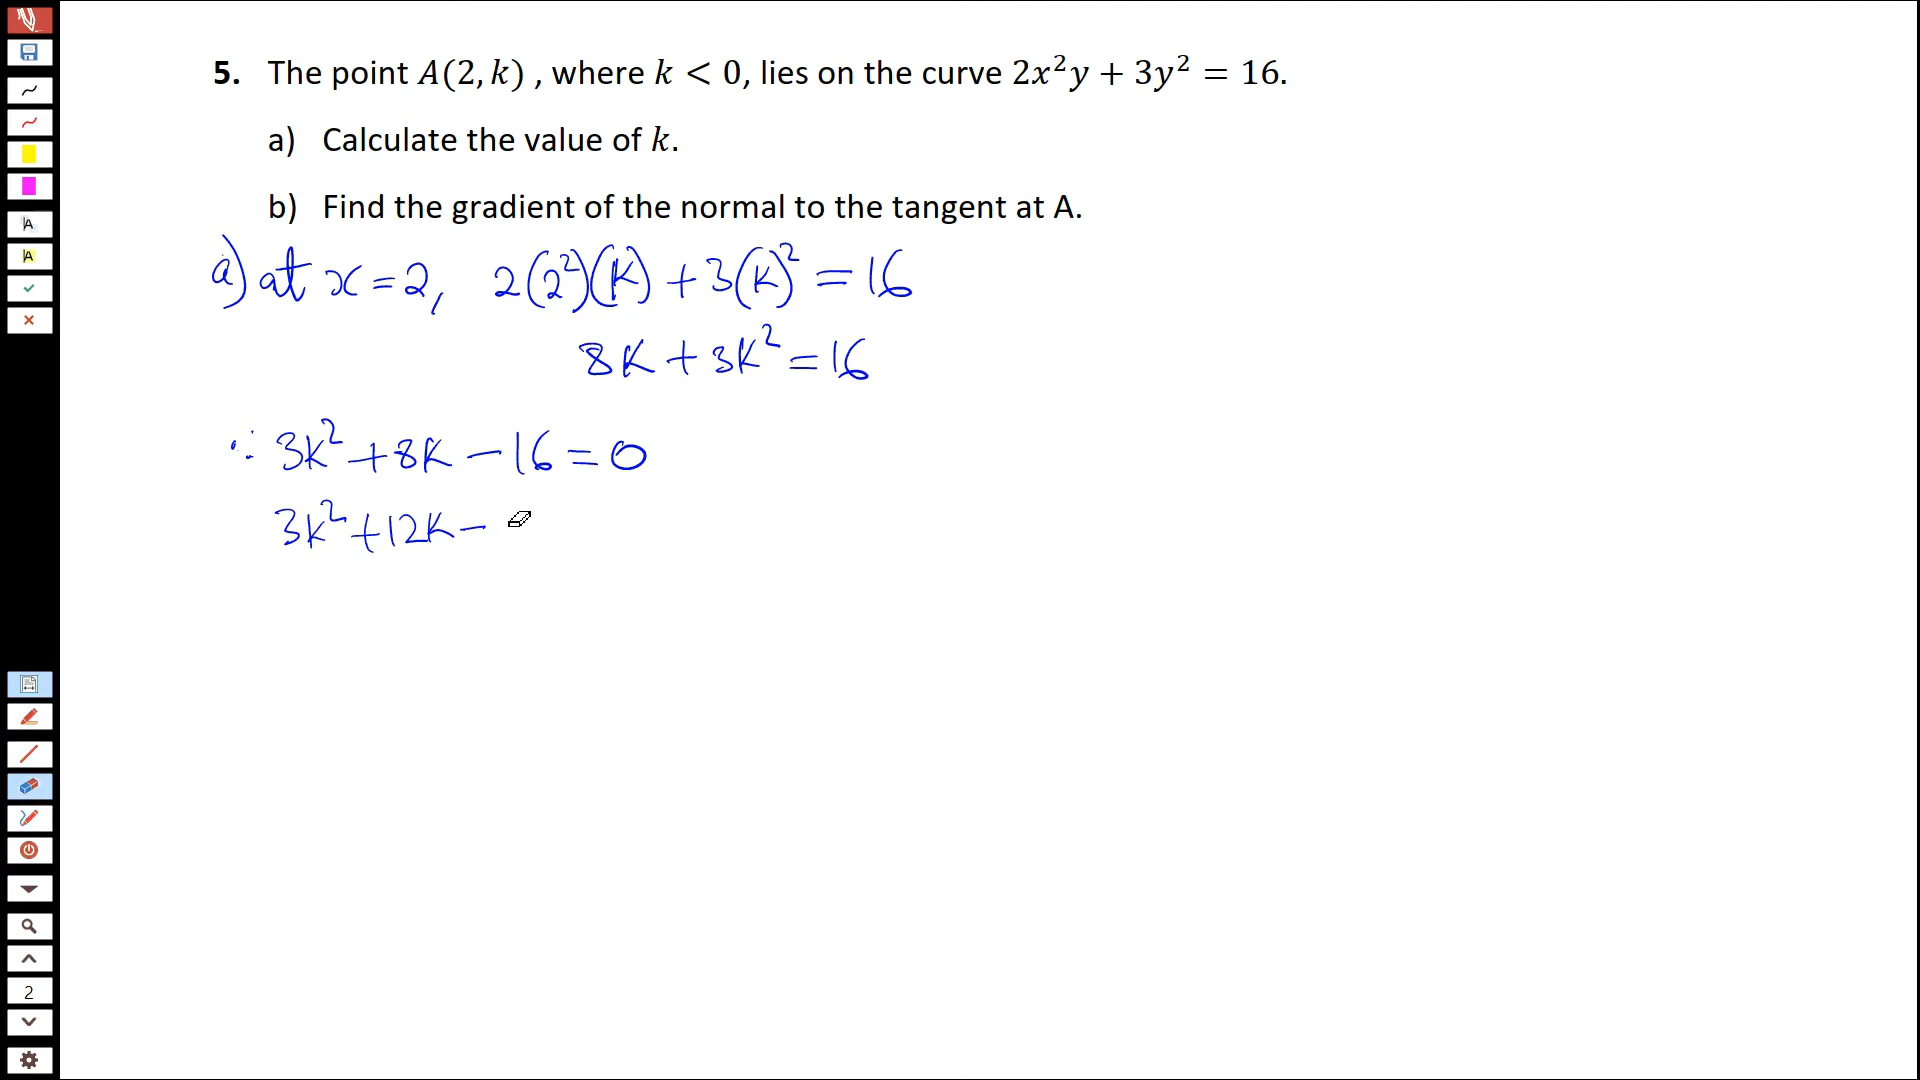 5. The point A(2, k) , where k < 0, lies on the curve 2x²y + 3y² = 16.
a) Calculate the value of k.
b) Find the gradient of the normal to the tangent at A.
a) at x = 2, 2(2²)(k) + 3(k)² = 16
8k + 3k² = 16
∴ 3k² + 8k − 16 = 0
3k² + 12k −
A
A
2